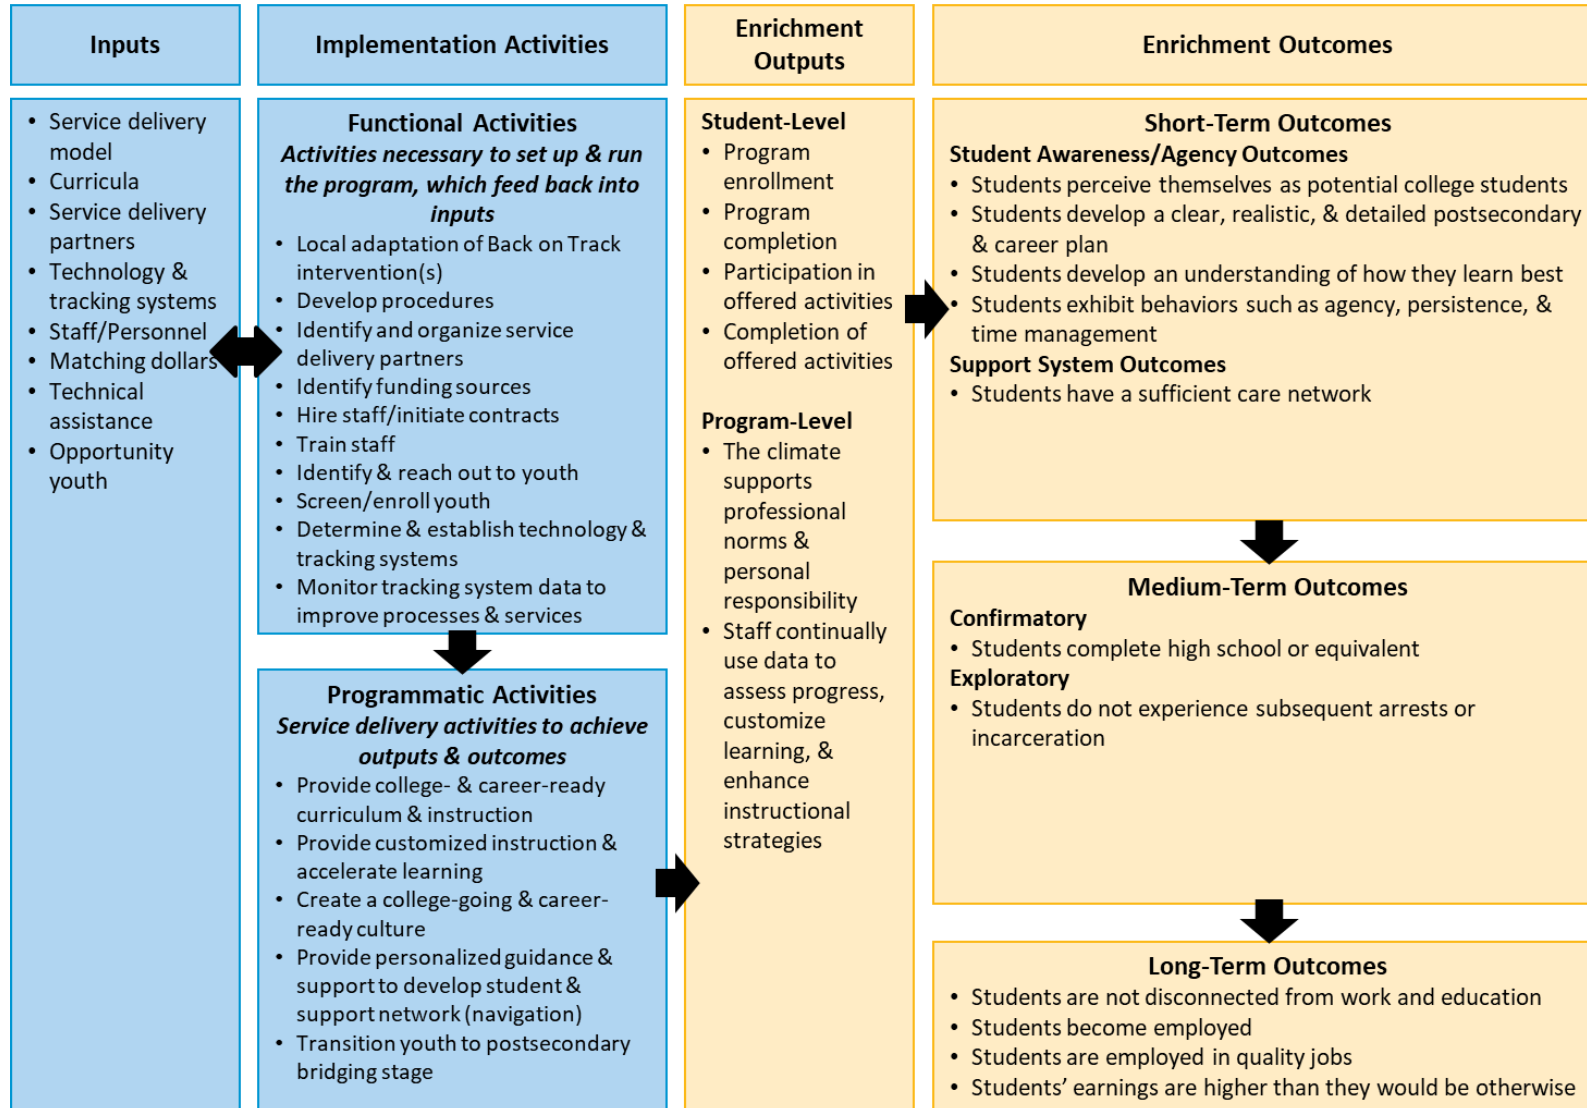 Inputs
Implementation Activities
Enrichment
Outputs
Enrichment Outcomes
• Service delivery
model
• Curricula
• Service delivery
partners
• Technology &
tracking systems
• Staff/Personnel
• Matching dollars
• Technical
assistance
• Opportunity
youth
Functional Activities
Activities necessary to set up & run
the program, which feed back into
inputs
• Local adaptation of Back on Track
intervention(s)
• Develop procedures
• Identify and organize service
delivery partners
• Identify funding sources
• Hire staff/initiate contracts
• Train staff
• Identify & reach out to youth
• Screen/enroll youth
• Determine & establish technology &
tracking systems
• Monitor tracking system data to
improve processes & services
Programmatic Activities
Service delivery activities to achieve
outputs & outcomes
• Provide college- & career-ready
curriculum & instruction
• Provide customized instruction &
accelerate learning
• Create a college-going & career-
ready culture
• Provide personalized guidance &
support to develop student &
support network (navigation)
• Transition youth to postsecondary
bridging stage
Student-Level
• Program
enrollment
• Program
completion
• Participation in
offered activities
• Completion of
offered activities
Program-Level
• The climate
supports
professional
norms &
personal
responsibility
• Staff continually
use data to
assess progress,
customize
learning, &
enhance
instructional
strategies
Short-Term Outcomes
Student Awareness/Agency Outcomes
• Students perceive themselves as potential college students
• Students develop a clear, realistic, & detailed postsecondary
& career plan
• Students develop an understanding of how they learn best
• Students exhibit behaviors such as agency, persistence, &
time management
Support System Outcomes
• Students have a sufficient care network
Medium-Term Outcomes
Confirmatory
• Students complete high school or equivalent
Exploratory
• Students do not experience subsequent arrests or
incarceration
Long-Term Outcomes
• Students are not disconnected from work and education
• Students become employed
• Students are employed in quality jobs
• Students’ earnings are higher than they would be otherwise